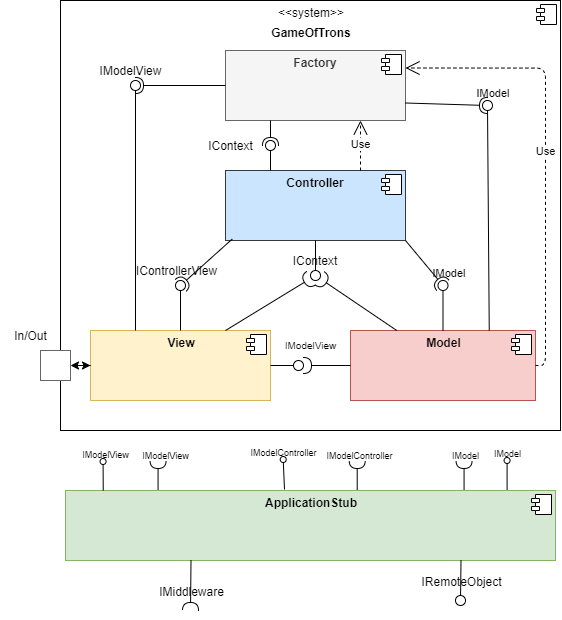 <<system>>
GameOfTrons
Factory
IModelView
IModel
IContext
Use
Use
Controller
IControllerView
IContext
IModel
In/Out
View
IModelView
Model
IModelView
IModelView
IModelController
IModelController
IModel
IModel
ApplicationStub
IMiddleware
IRemoteObject